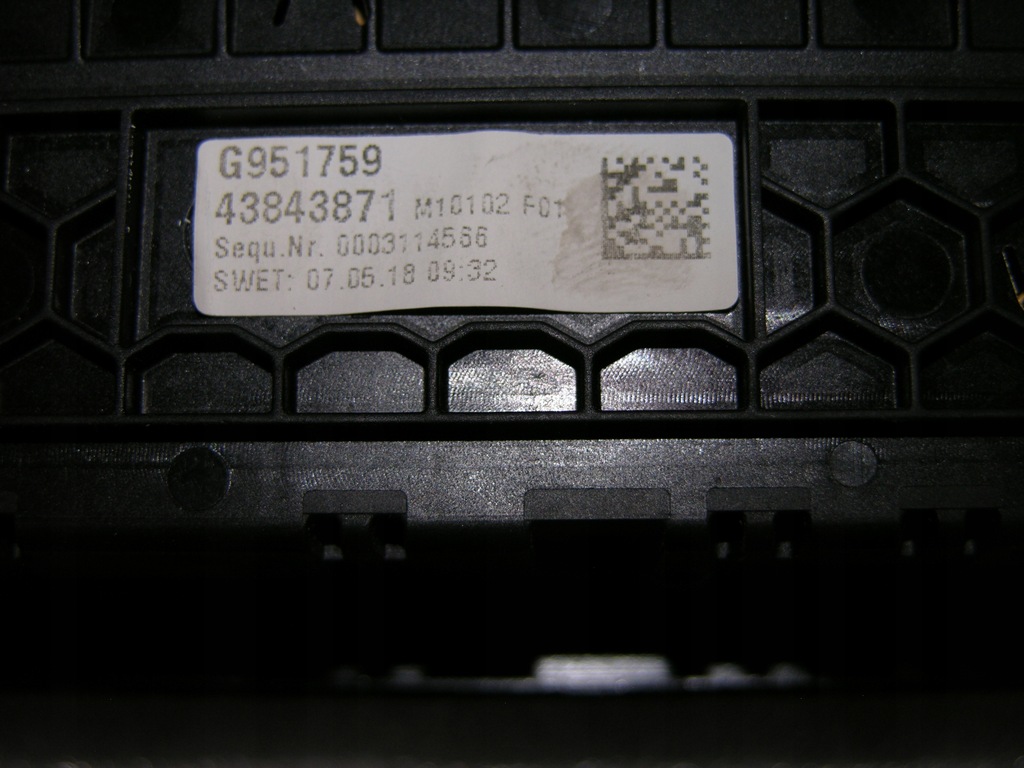 G951759
43843871 M10102 F01
Sequ.Nr. 0003114566
SWET: 07.05.18 09:32